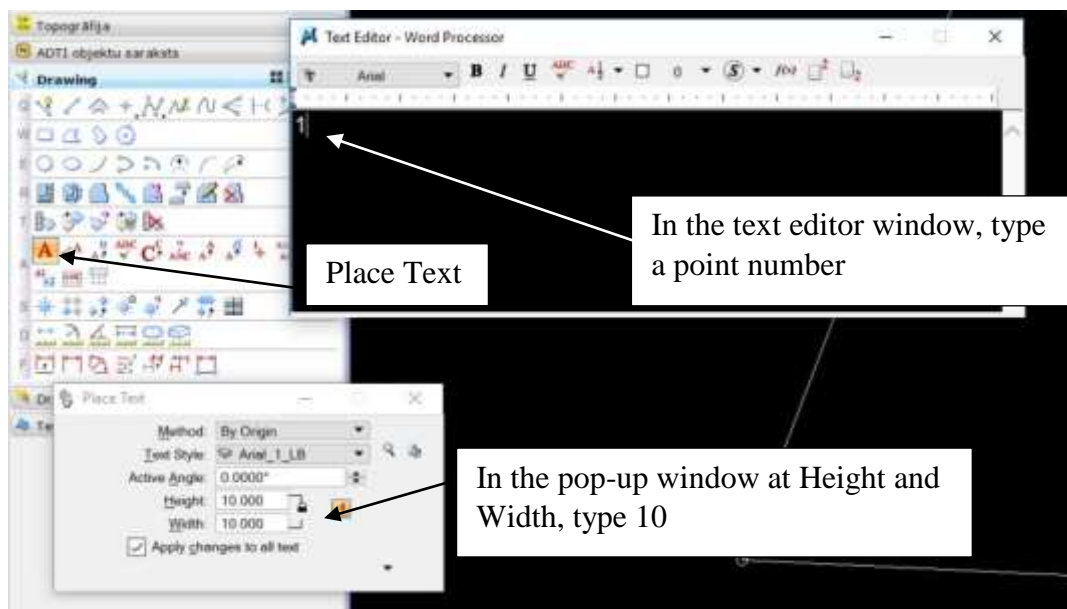 Topogrāfija
ADTI objektu saraksts
Drawing
Text Editor - Word Processor
Arial
B I U ABC
1
In the text editor window, type
a point number
Place Text
Place Text
Method: By Origin
Text Style: Arial_1_LB
Active Angle: 0.0000°
Height: 10.000
Width: 10.000
Apply changes to all text
In the pop-up window at Height and
Width, type 10